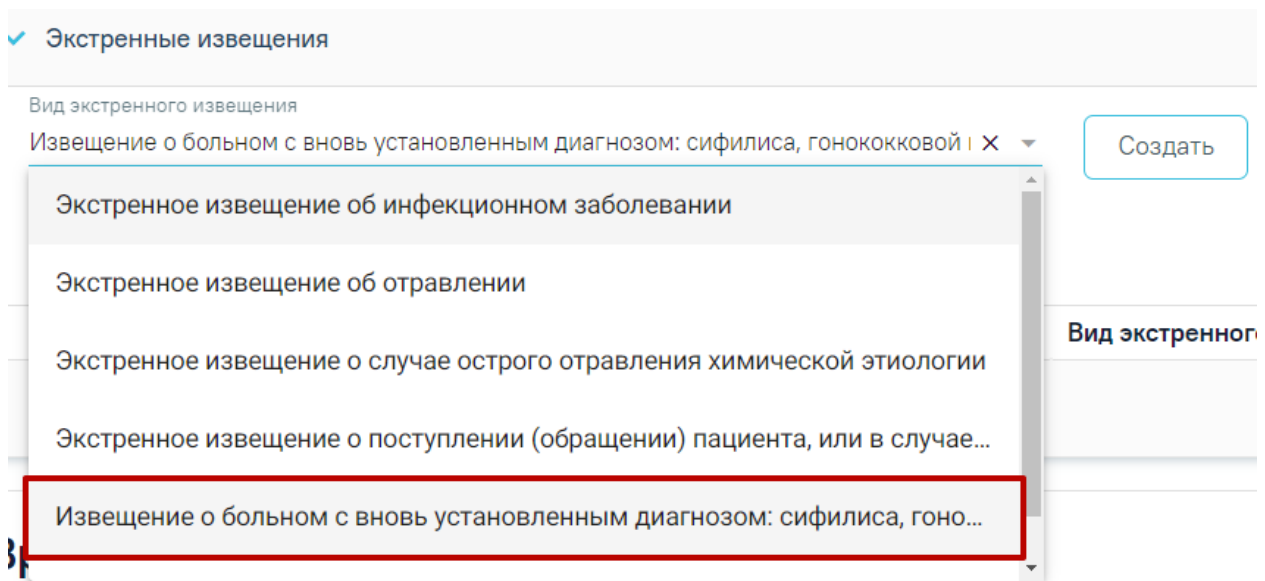 Экстренные извещения
Вид экстренного извещения
Извещение о больном с вновь установленным диагнозом: сифилиса, гонококковой
Создать
Экстренное извещение об инфекционном заболевании
Экстренное извещение об отравлении
Вид экстренног
Экстренное извещение о случае острого отравления химической этиологии
Экстренное извещение о поступлении (обращении) пациента, или в случае...
Извещение о больном с вновь установленным диагнозом: сифилиса, гоно...